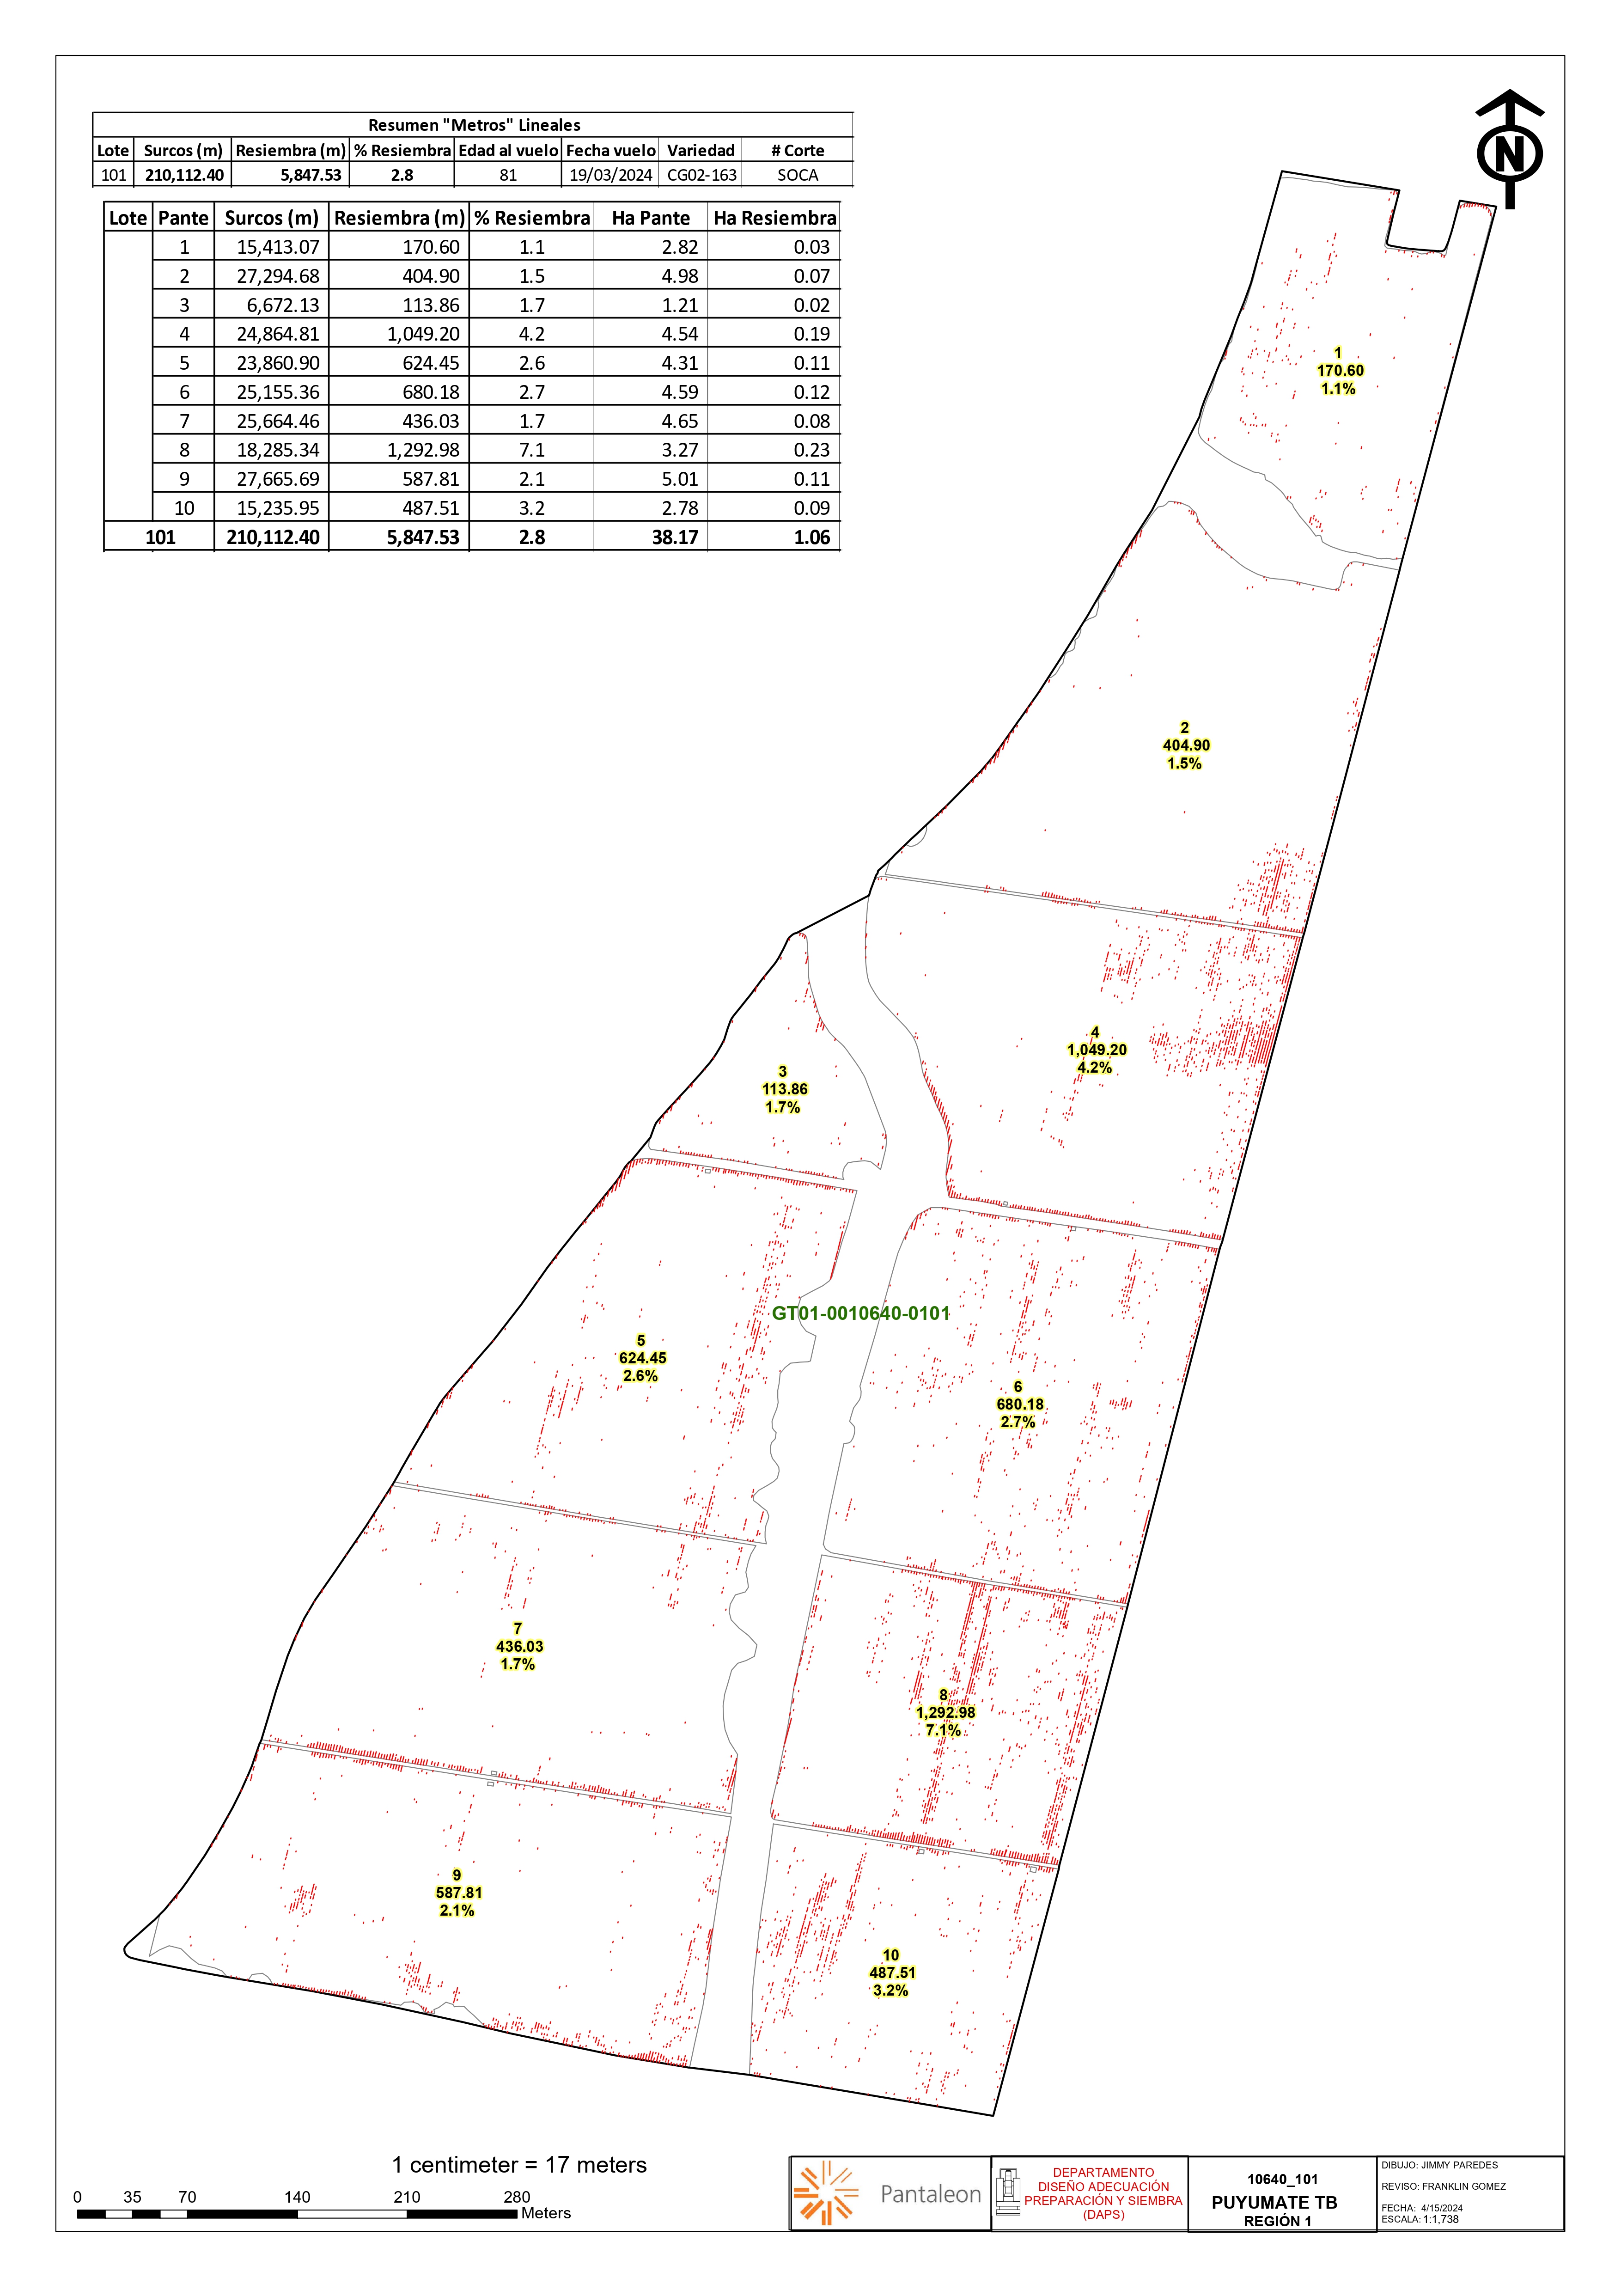 Resumen "Metros" Lineales
Lote Surcos (m) Resiembra (m) % Resiembra Edad al vuelo Fecha vuelo Variedad # Corte
101 210,112.40 5,847.53 2.8 81 19/03/2024 CG02-163 SOCA
Lote Pante Surcos (m) Resiembra (m) % Resiembra Ha Pante Ha Resiembra
1 15,413.07 170.60 1.1 2.82 0.03
2 27,294.68 404.90 1.5 4.98 0.07
3 6,672.13 113.86 1.7 1.21 0.02
4 24,864.81 1,049.20 4.2 4.54 0.19
5 23,860.90 624.45 2.6 4.31 0.11
6 25,155.36 680.18 2.7 4.59 0.12
7 25,664.46 436.03 1.7 4.65 0.08
8 18,285.34 1,292.98 7.1 3.27 0.23
9 27,665.69 587.81 2.1 5.01 0.11
10 15,235.95 487.51 3.2 2.78 0.09
101 210,112.40 5,847.53 2.8 38.17 1.06
N
1
170.60
1.1%
2
404.90
1.5%
4
1,049.20
4.2%
3
113.86
1.7%
GT01-0010640-0101
5
624.45
2.6%
6
680.18
2.7%
7
436.03
1.7%
8
1,292.98
7.1%
9
587.81
2.1%
10
487.51
3.2%
1 centimeter = 17 meters
0 35 70 140 210 280
Meters
Pantaleon
DEPARTAMENTO
DISEÑO ADECUACIÓN
PREPARACIÓN Y SIEMBRA
(DAPS)
10640_101
PUYUMATE TB
REGIÓN 1
DIBUJO: JIMMY PAREDES
REVISO: FRANKLIN GOMEZ
FECHA: 4/15/2024
ESCALA: 1:1,738